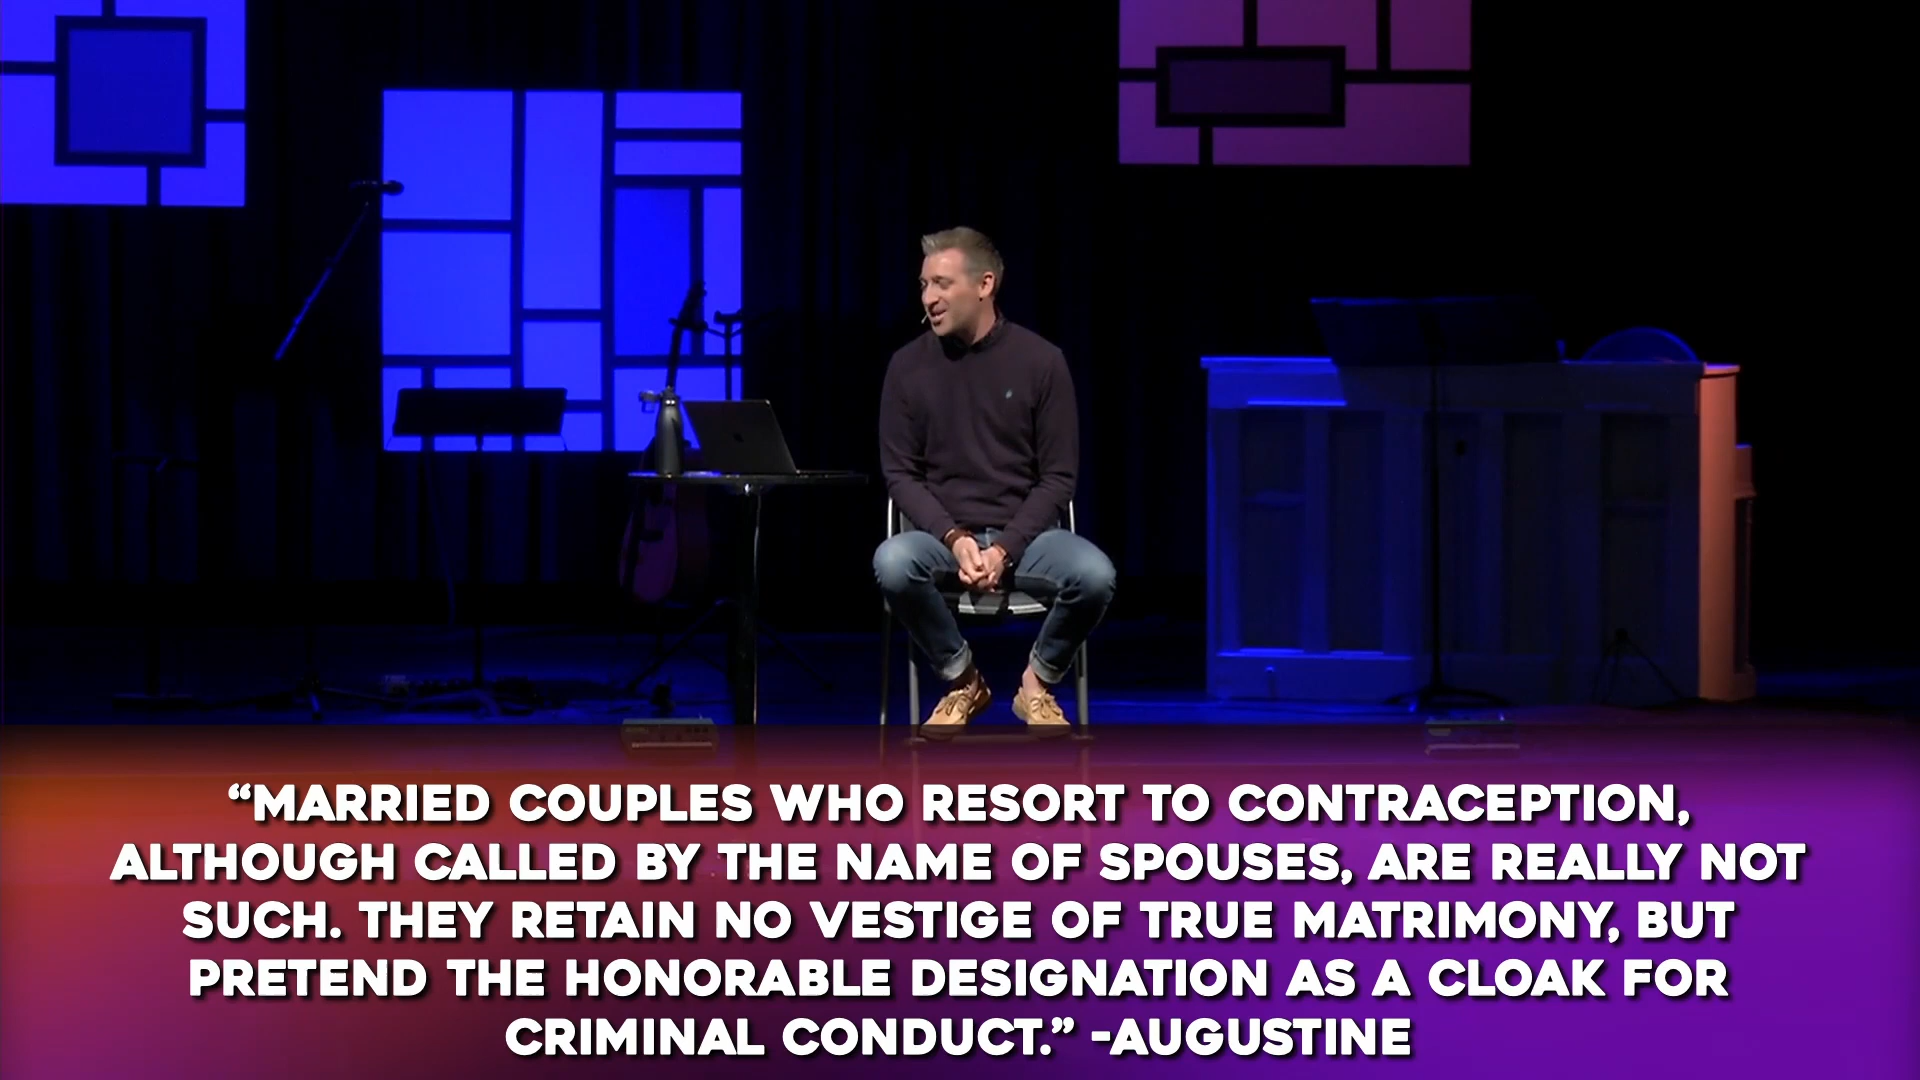 “MARRIED COUPLES WHO RESORT TO CONTRACEPTION,
ALTHOUGH CALLED BY THE NAME OF SPOUSES, ARE REALLY NOT
SUCH. THEY RETAIN NO VESTIGE OF TRUE MATRIMONY, BUT
PRETEND THE HONORABLE DESIGNATION AS A CLOAK FOR
CRIMINAL CONDUCT.” -AUGUSTINE